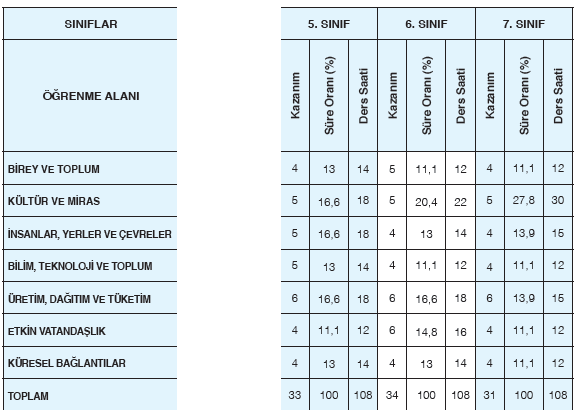 SINIFLAR 5. SINIF 6. SINIF 7. SINIF
ÖĞRENME ALANI Kazanım Süre Oranı (%) Ders Saati Kazanım Süre Oranı (%) Ders Saati Kazanım Süre Oranı (%) Ders Saati
BİREY VE TOPLUM 4 13 14 5 11,1 12 4 11,1 12
KÜLTÜR VE MİRAS 5 16,6 18 5 20,4 22 5 27,8 30
İNSANLAR, YERLER VE ÇEVRELER 5 16,6 18 4 13 14 4 13,9 15
BİLİM, TEKNOLOJİ VE TOPLUM 5 13 14 4 11,1 12 4 11,1 12
ÜRETİM, DAĞITIM VE TÜKETİM 6 16,6 18 6 16,6 18 6 13,9 15
ETKİN VATANDAŞLIK 4 11,1 12 6 14,8 16 4 11,1 12
KÜRESEL BAĞLANTILAR 4 13 14 4 13 14 4 11,1 12
TOPLAM 33 100 108 34 100 108 31 100 108